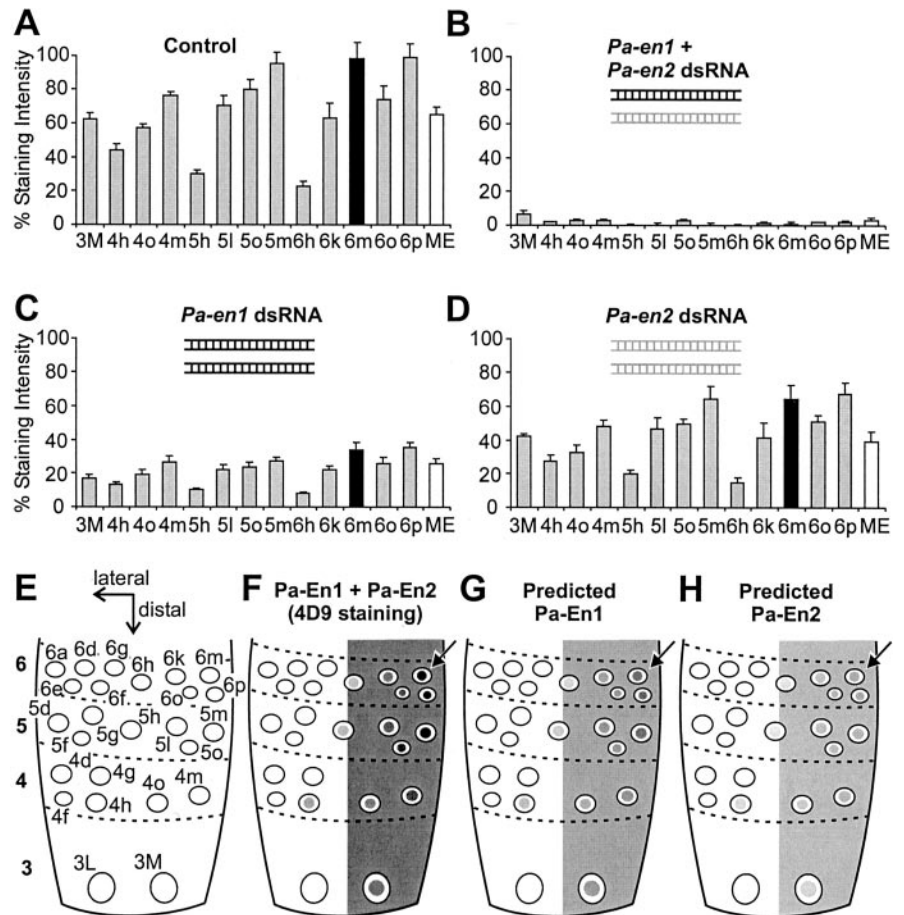 A
Control
% Staining Intensity
100
80
60
40
20
0
3M 4h 4o 4m 5h 5l 5o 5m 6h 6k 6m 6o 6p ME
B
Pa-en1 +
Pa-en2 dsRNA
100
80
60
40
20
0
3M 4h 4o 4m 5h 5l 5o 5m 6h 6k 6m 6o 6p ME
C
Pa-en1 dsRNA
% Staining Intensity
100
80
60
40
20
0
3M 4h 4o 4m 5h 5l 5o 5m 6h 6k 6m 6o 6p ME
D
Pa-en2 dsRNA
100
80
60
40
20
0
3M 4h 4o 4m 5h 5l 5o 5m 6h 6k 6m 6o 6p ME
E
lateral
distal
6
5
4
3
6a 6d 6g 6h 6k 6m
6e 6f 6o 6p
5d 5h 5m
5f 5g 5l 5o
4d 4g 4o 4m
4f 4h
3L 3M
F
Pa-En1 + Pa-En2
(4D9 staining)
G
Predicted
Pa-En1
H
Predicted
Pa-En2